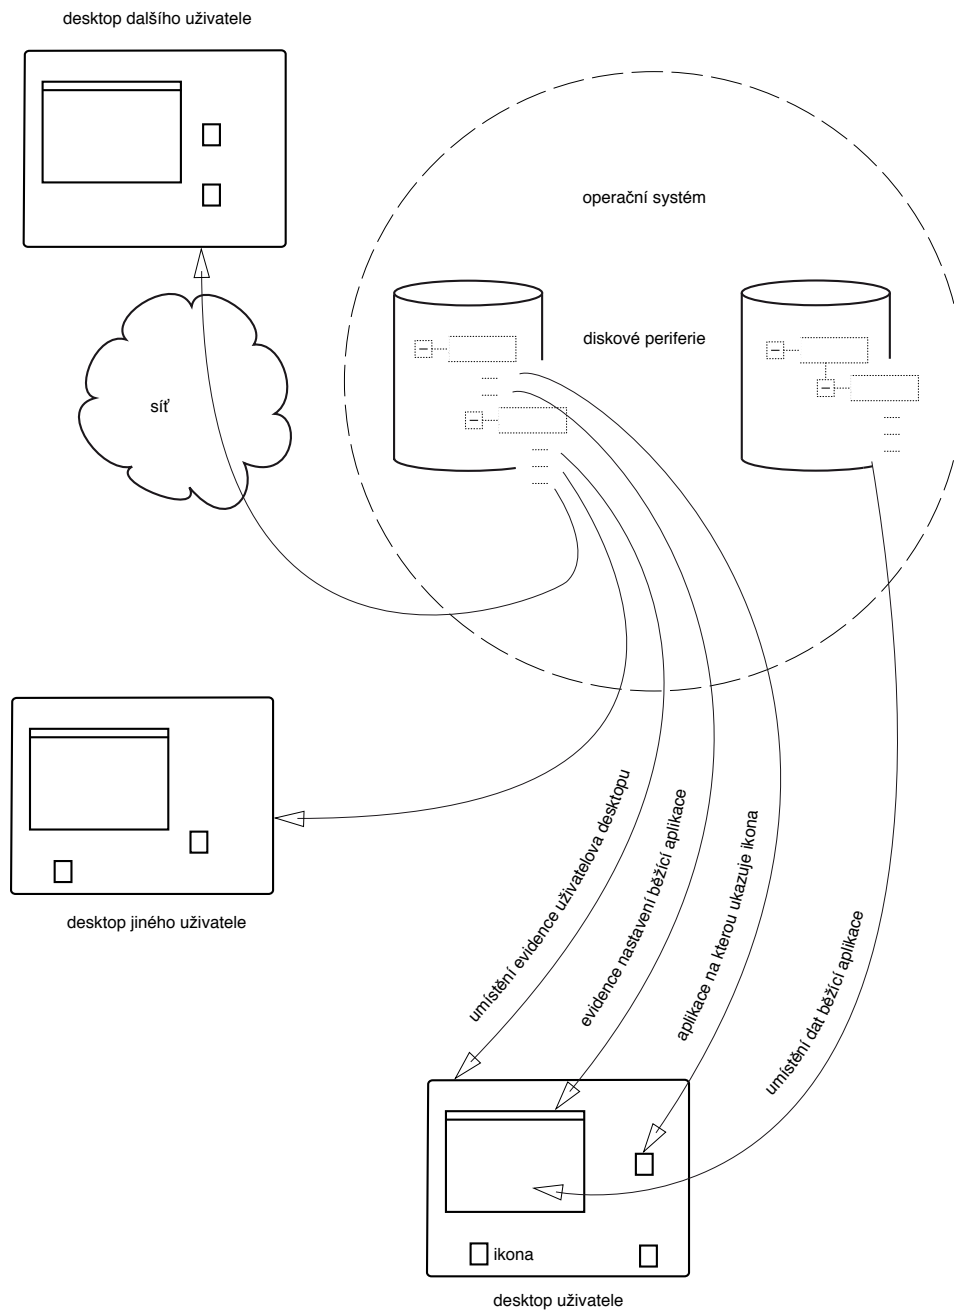 desktop dalšího uživatele
operační systém
diskové periferie
síť
umístění evidence uživatelova desktopu
evidence nastavení běžící aplikace
aplikace na kterou ukazuje ikona
umístění dat běžící aplikace
desktop jiného uživatele
ikona
desktop uživatele